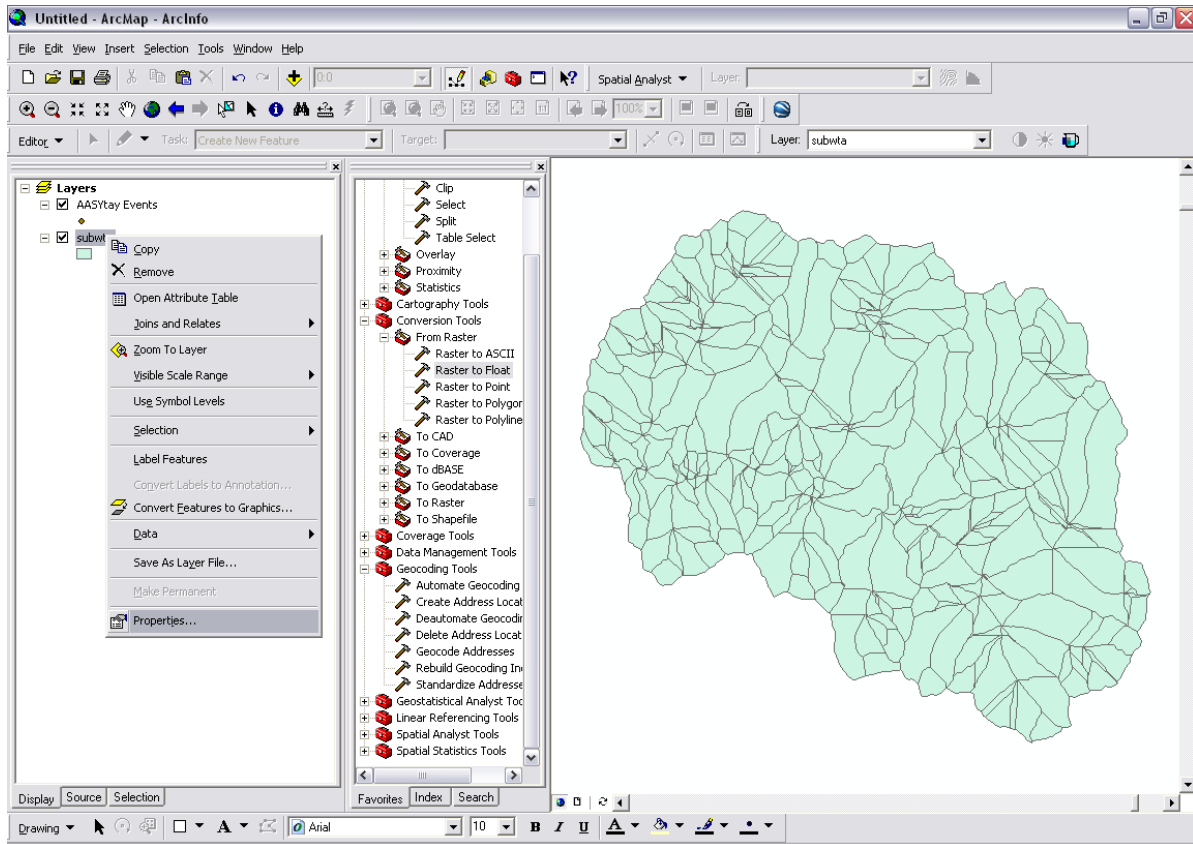 Untitled - ArcMap - ArcInfo
File Edit View Insert Selection Tools Window Help
0:0
Spatial Analyst
Layer:
100%
Editor
Task:
Create New Feature
Target:
Layer:
subwta
Layers
AASYtay Events
subwt
Copy
Remove
Open Attribute Table
Joins and Relates
Zoom To Layer
Visible Scale Range
Use Symbol Levels
Selection
Label Features
Convert Labels to Annotation...
Convert Features to Graphics...
Data
Save As Layer File...
Make Permanent
Properties...
Display Source Selection
Clip
Select
Split
Table Select
Overlay
Proximity
Statistics
Cartography Tools
Conversion Tools
From Raster
Raster to ASCII
Raster to Float
Raster to Point
Raster to Polygor
Raster to Polyline
To CAD
To Coverage
To dBASE
To Geodatabase
To Raster
To Shapefile
Coverage Tools
Data Management Tools
Geocoding Tools
Automate Geocoding
Create Address Locat
Deautomate Geocodir
Delete Address Locat
Geocode Addresses
Rebuild Geocoding In
Standardize Addresse
Geostatistical Analyst Too
Linear Referencing Tools
Spatial Analyst Tools
Spatial Statistics Tools
Favorites Index Search
Drawing
A
Arial
10
B I U A